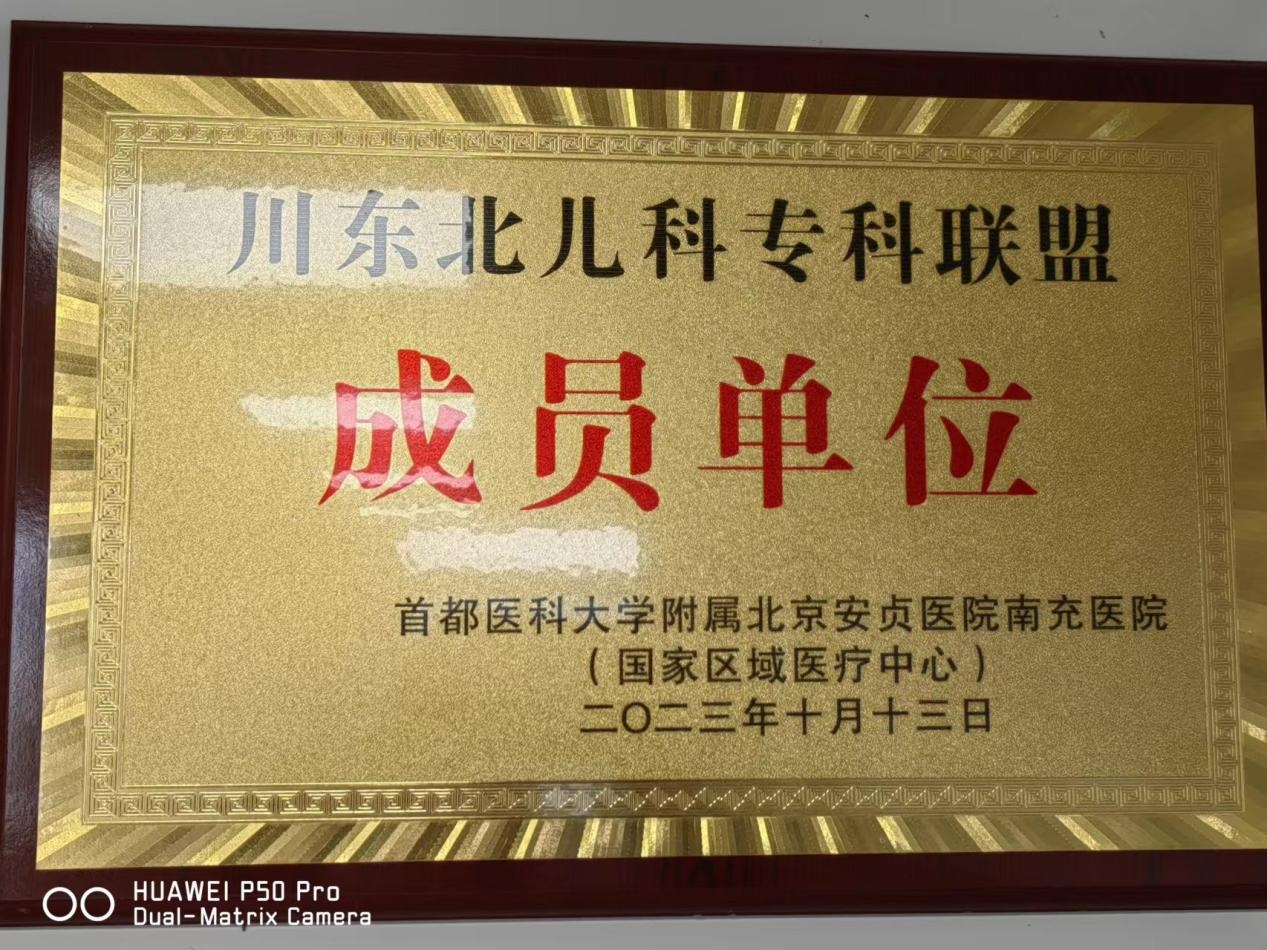 川东北儿科专科联盟
成员单位
首都医科大学附属北京安贞医院南充医院
（国家区域医疗中心）
二〇二三年十月十三日
HUAWEI P50 Pro
Dual-Matrix Camera